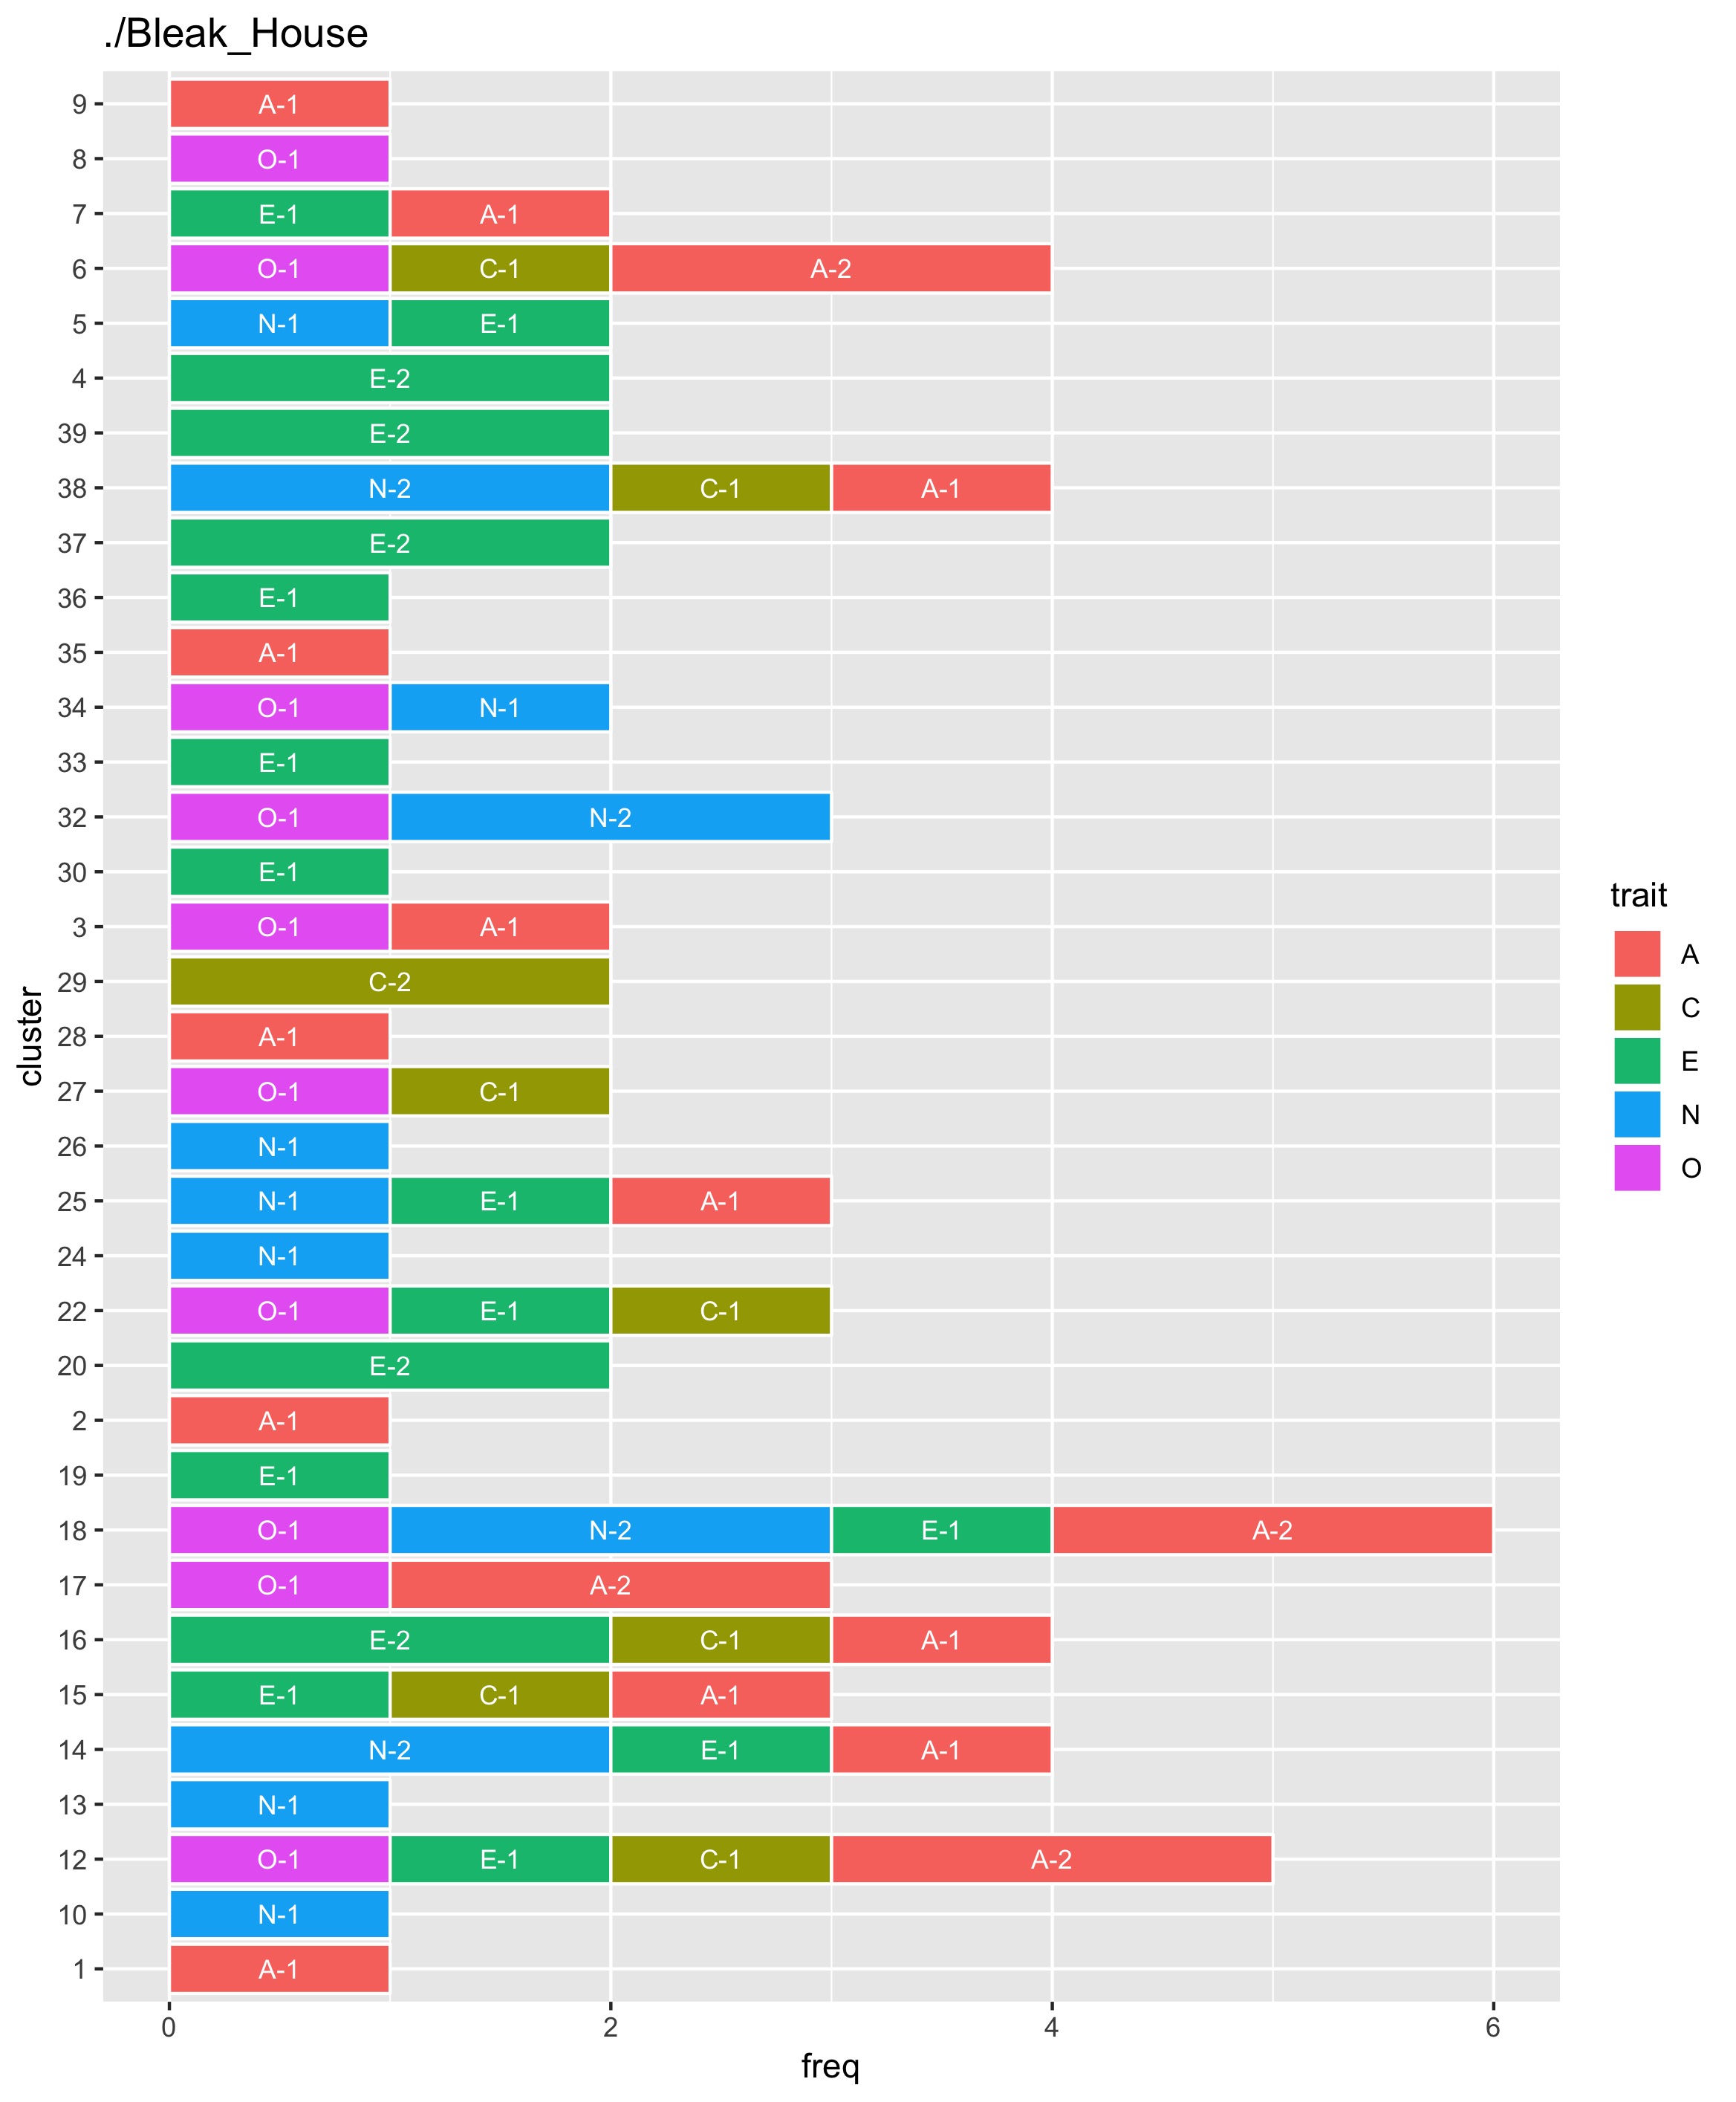 ./Bleak_House
9 A-1
8 O-1
7 E-1 A-1
6 O-1 C-1 A-2
5 N-1 E-1
4 E-2
39 E-2
38 N-2 C-1 A-1
37 E-2
36 E-1
35 A-1
34 O-1 N-1
33 E-1
32 O-1 N-2
30 E-1
3 O-1 A-1
29 C-2
28 A-1
27 O-1 C-1
26 N-1
25 N-1 E-1 A-1
24 N-1
22 O-1 E-1 C-1
20 E-2
2 A-1
19 E-1
18 O-1 N-2 E-1 A-2
17 O-1 A-2
16 E-2 C-1 A-1
15 E-1 C-1 A-1
14 N-2 E-1 A-1
13 N-1
12 O-1 E-1 C-1 A-2
10 N-1
1 A-1
0 2 4 6
freq
cluster
trait
A
C
E
N
O